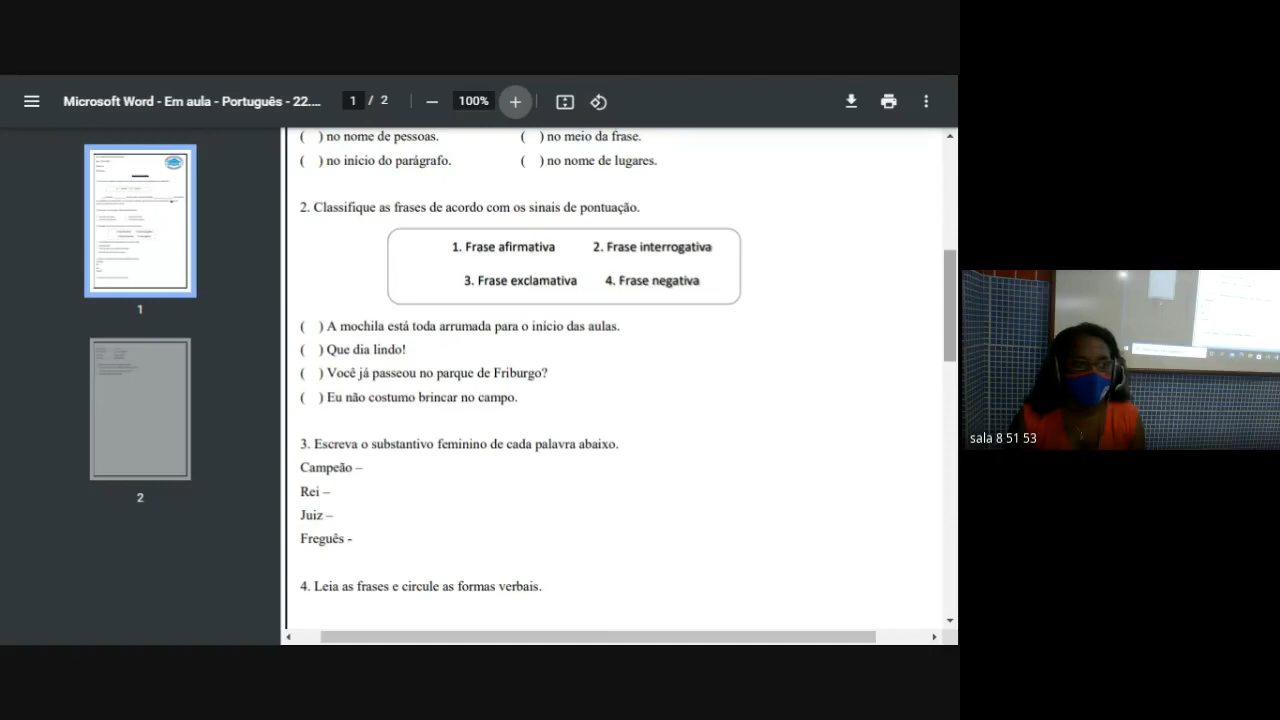 Microsoft Word - Em aula - Português - 22....
1 / 2
100%
( ) no nome de pessoas. ( ) no meio da frase.
( ) no início do parágrafo. ( ) no nome de lugares.
2. Classifique as frases de acordo com os sinais de pontuação.
1. Frase afirmativa 2. Frase interrogativa
3. Frase exclamativa 4. Frase negativa
( ) A mochila está toda arrumada para o início das aulas.
( ) Que dia lindo!
( ) Você já passeou no parque de Friburgo?
( ) Eu não costumo brincar no campo.
3. Escreva o substantivo feminino de cada palavra abaixo.
Campeão –
Rei –
Juiz –
Freguês -
4. Leia as frases e circule as formas verbais.
1
2
sala 8 51 53